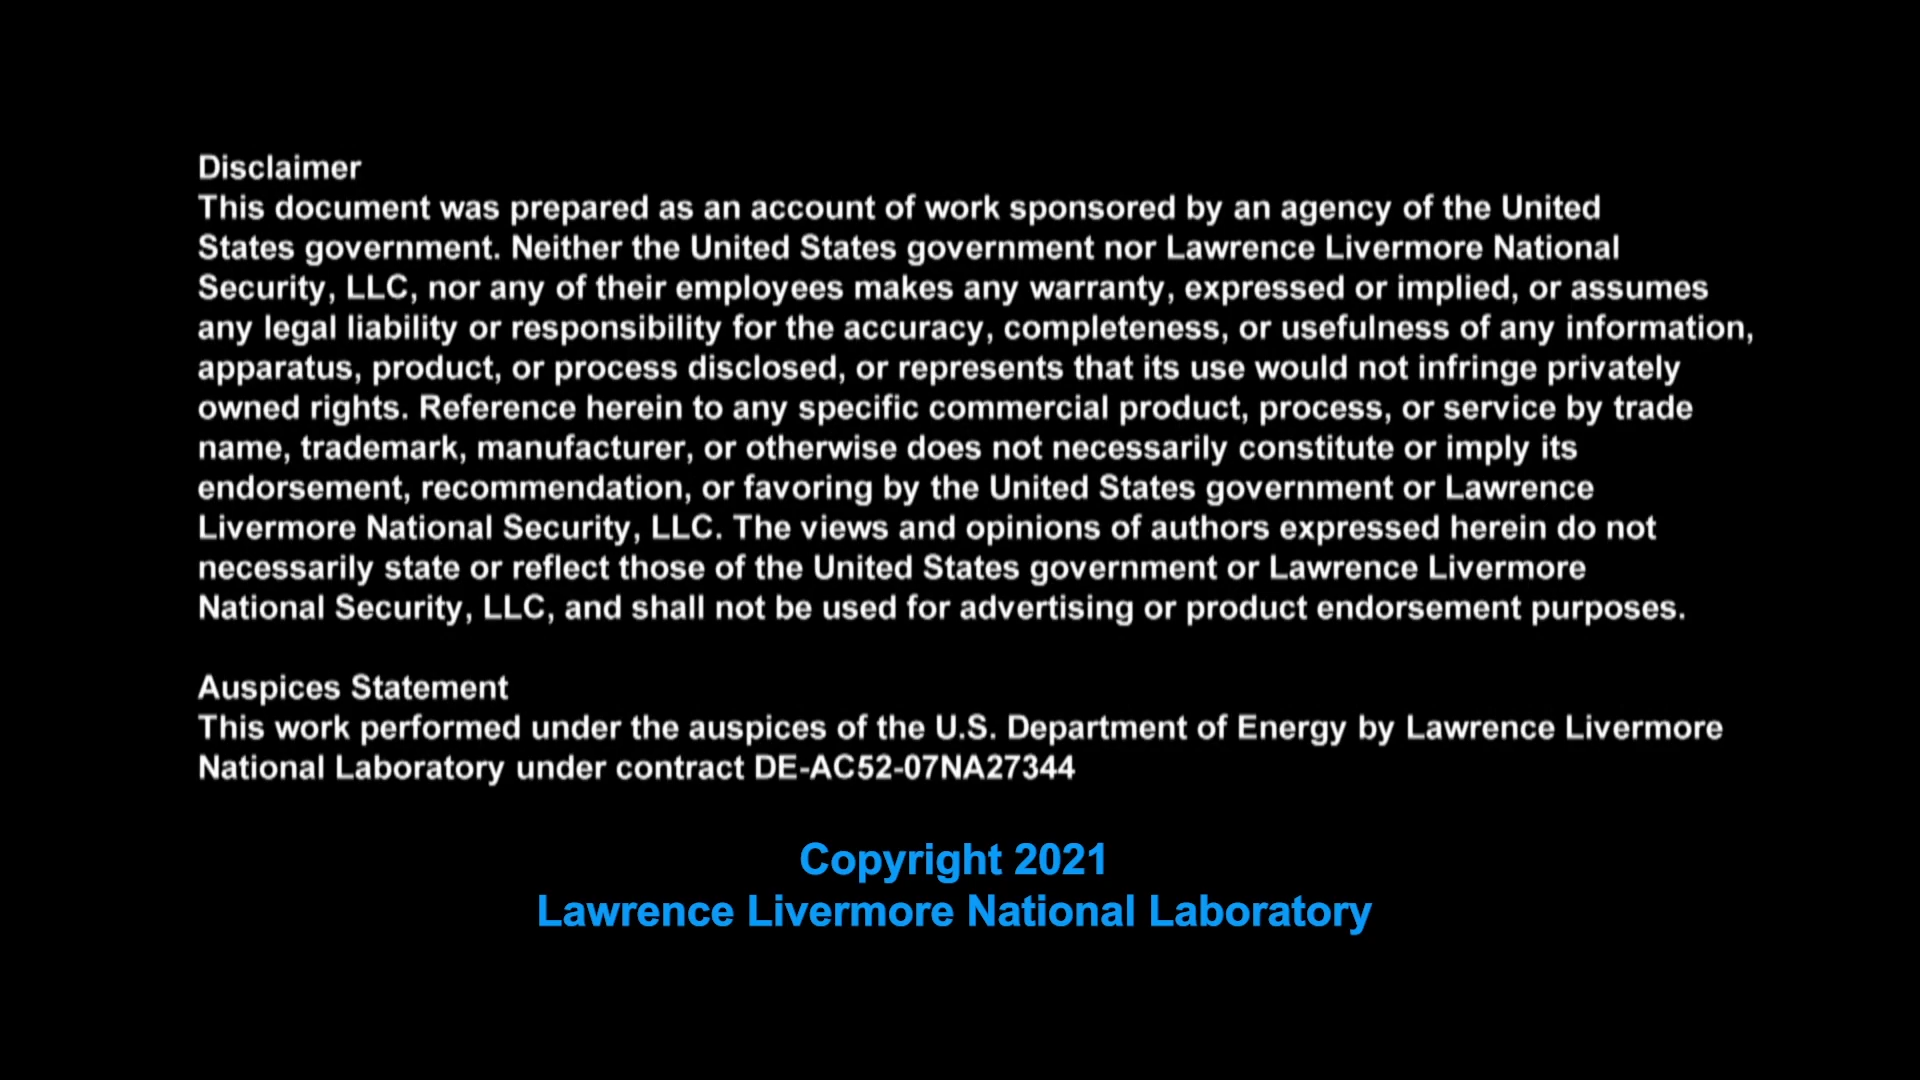 Disclaimer
This document was prepared as an account of work sponsored by an agency of the United
States government. Neither the United States government nor Lawrence Livermore National
Security, LLC, nor any of their employees makes any warranty, expressed or implied, or assumes
any legal liability or responsibility for the accuracy, completeness, or usefulness of any information,
apparatus, product, or process disclosed, or represents that its use would not infringe privately
owned rights. Reference herein to any specific commercial product, process, or service by trade
name, trademark, manufacturer, or otherwise does not necessarily constitute or imply its
endorsement, recommendation, or favoring by the United States government or Lawrence
Livermore National Security, LLC. The views and opinions of authors expressed herein do not
necessarily state or reflect those of the United States government or Lawrence Livermore
National Security, LLC, and shall not be used for advertising or product endorsement purposes.
Auspices Statement
This work performed under the auspices of the U.S. Department of Energy by Lawrence Livermore
National Laboratory under contract DE-AC52-07NA27344
Copyright 2021
Lawrence Livermore National Laboratory